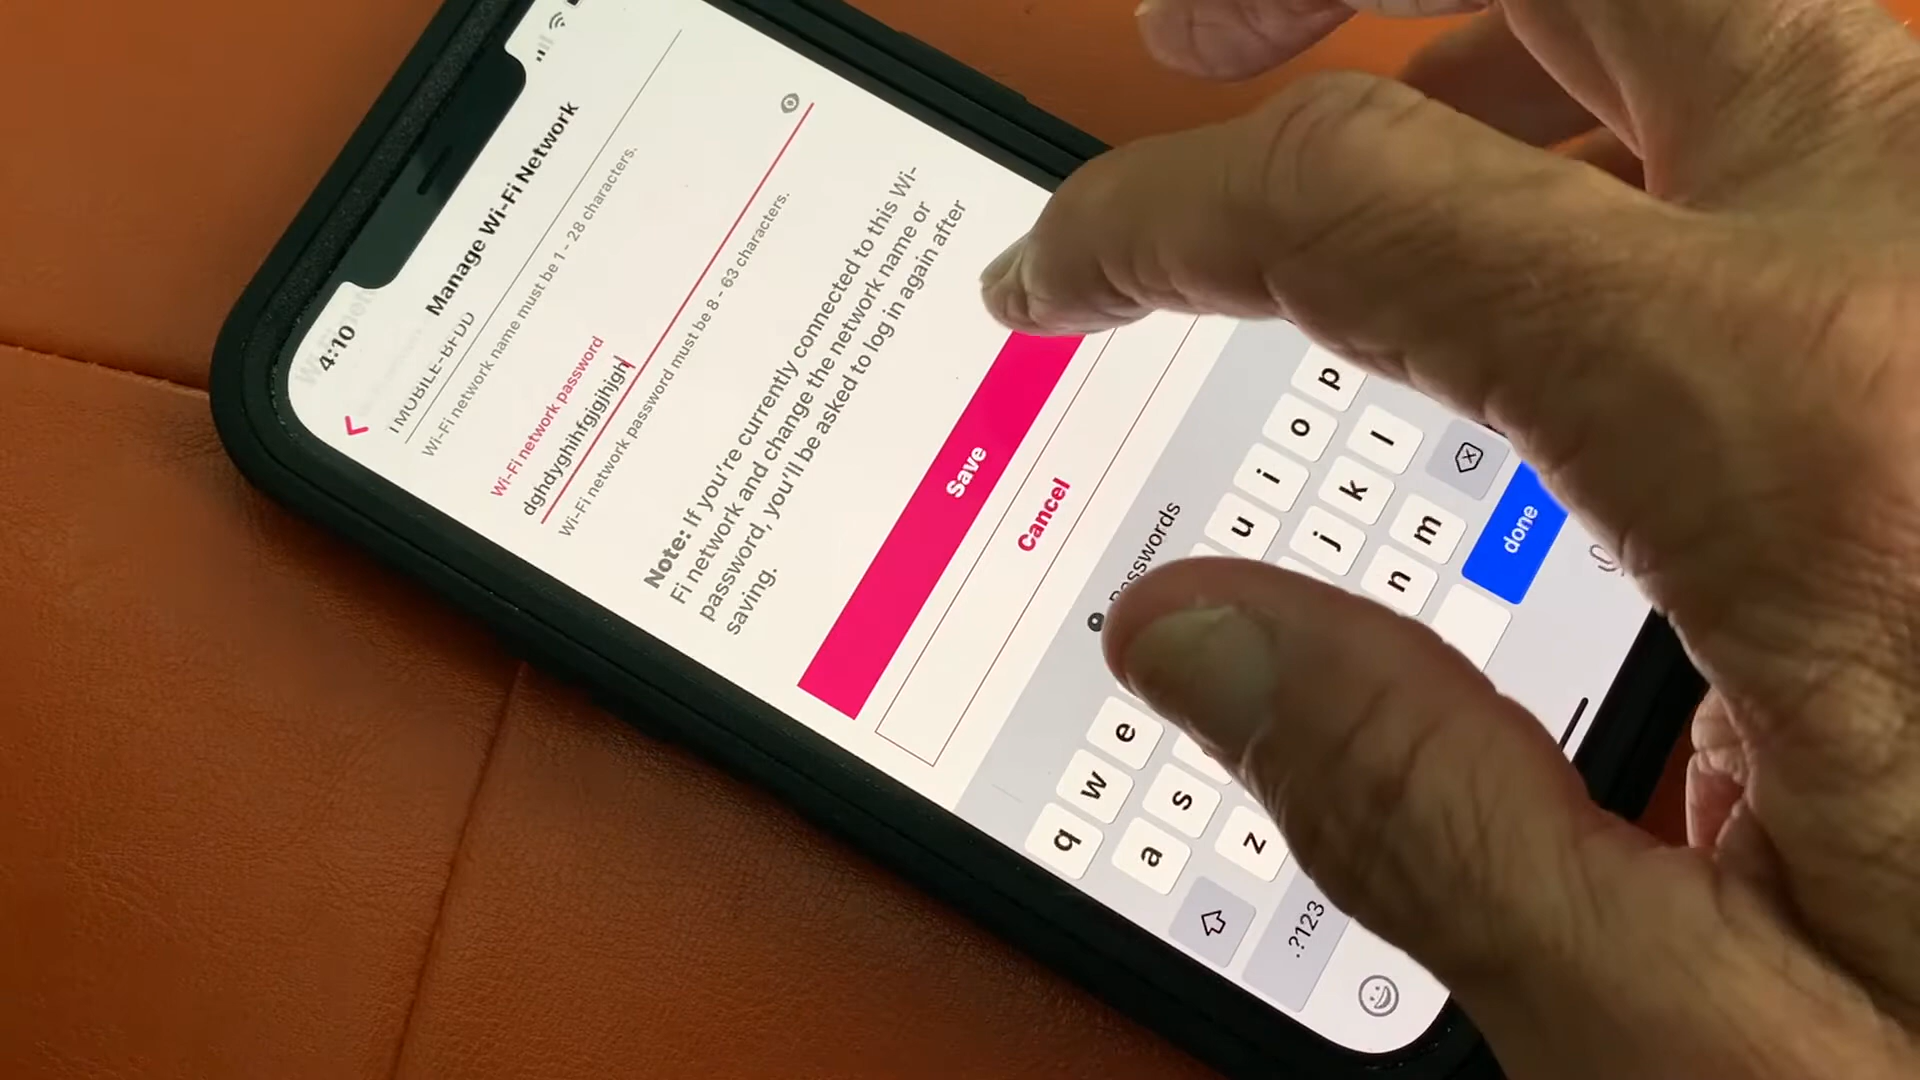 4:10
Manage Wi-Fi Network
TMOBILE-BFDD
Wi-Fi network name must be 1 - 28 characters.
Wi-Fi network password
dghdyghihfgjgjhjgh
Wi-Fi network password must be 8 - 63 characters.
Note: If you're currently connected to this Wi-
Fi network and change the network name or
password, you'll be asked to log in again after
saving.
Save
Cancel
Passwords
q w e u i o p
a s j k l
z n m
.?123 done